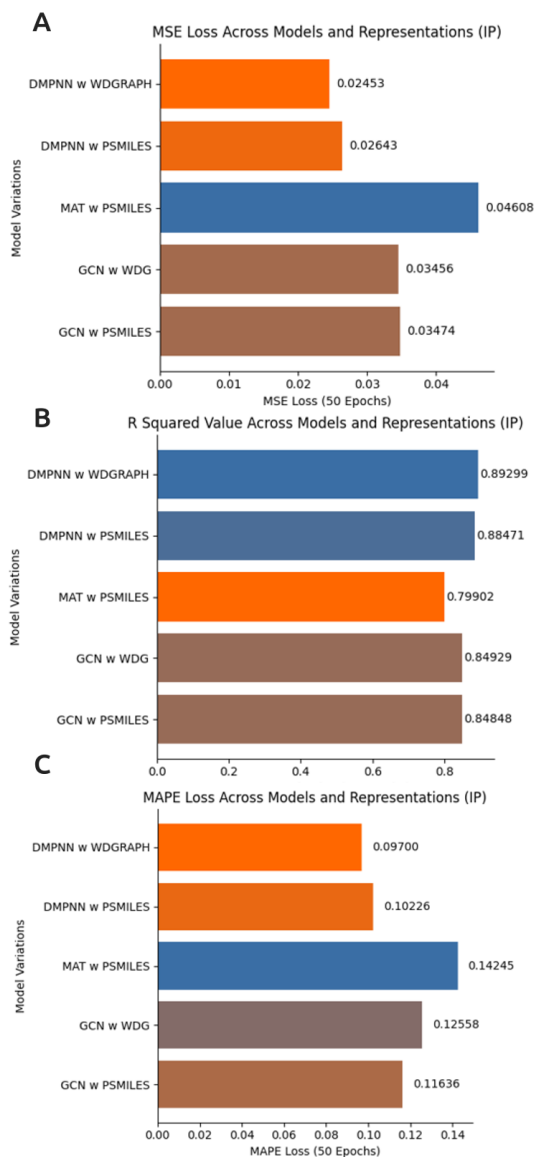 A
MSE Loss Across Models and Representations (IP)
Model Variations
DMPNN w WDGRAPH
0.02453
DMPNN w PSMILES
0.02643
MAT w PSMILES
0.04608
GCN w WDG
0.03456
GCN w PSMILES
0.03474
0.00 0.01 0.02 0.03 0.04
MSE Loss (50 Epochs)
B
R Squared Value Across Models and Representations (IP)
Model Variations
DMPNN w WDGRAPH
0.89299
DMPNN w PSMILES
0.88471
MAT w PSMILES
0.79902
GCN w WDG
0.84929
GCN w PSMILES
0.84848
0.0 0.2 0.4 0.6 0.8
C
MAPE Loss Across Models and Representations (IP)
Model Variations
DMPNN w WDGRAPH
0.09700
DMPNN w PSMILES
0.10226
MAT w PSMILES
0.14245
GCN w WDG
0.12558
GCN w PSMILES
0.11636
0.00 0.02 0.04 0.06 0.08 0.10 0.12 0.14
MAPE Loss (50 Epochs)